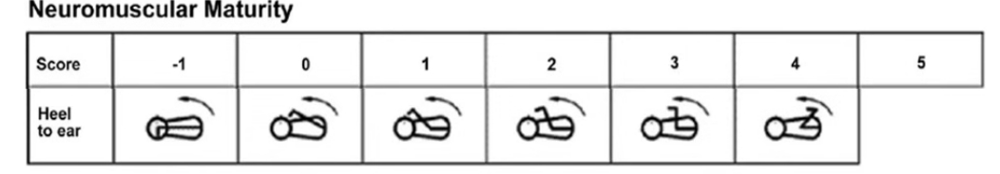 Neuromuscular Maturity
Score -1 0 1 2 3 4 5
Heel
to ear